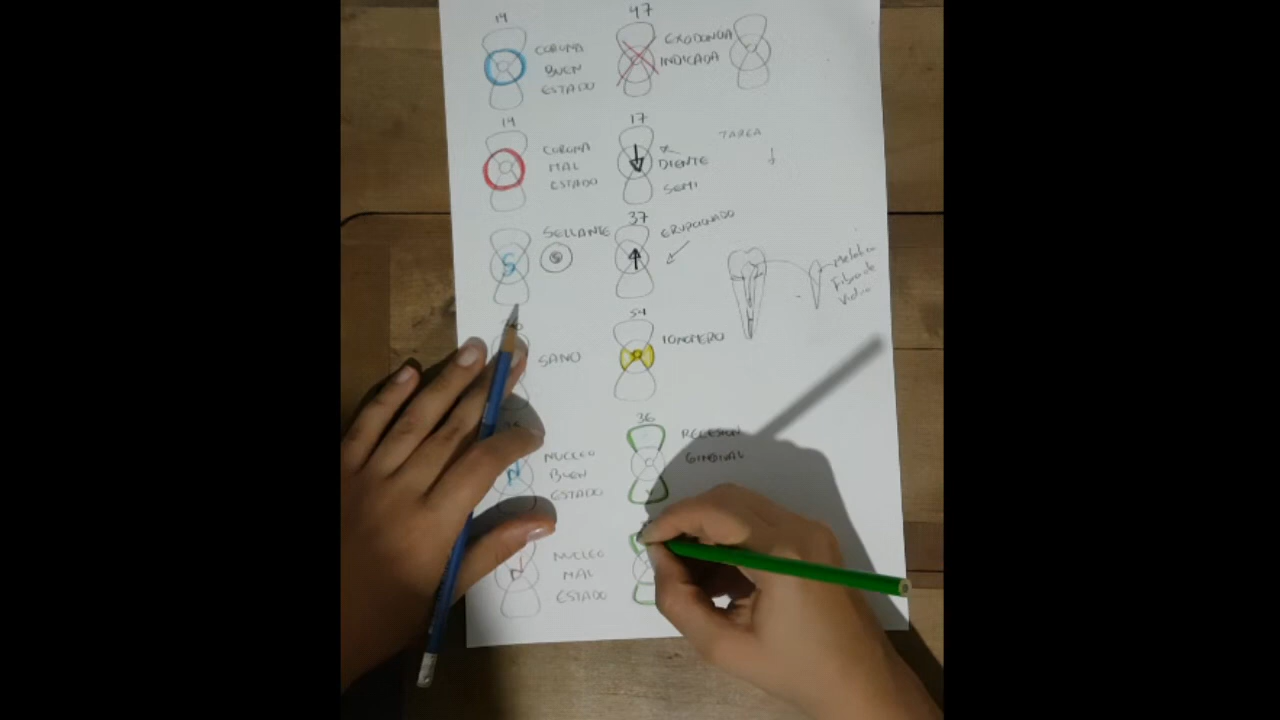 14
CORONA
BUEN
ESTADO
14
CORONA
MAL
ESTADO
SELLANTE
S
S
SANO
NUCLEO
BUEN
ESTADO
N
NUCLEO
MAL
ESTADO
N
47
EXODONCIA
INDICADA
17
DIENTE
SEMI
37
ERUPCIONADO
54
IONOMERO
36
RECESION
GINGIVAL
TAREA
Metalica
Fibra de
Vidrio